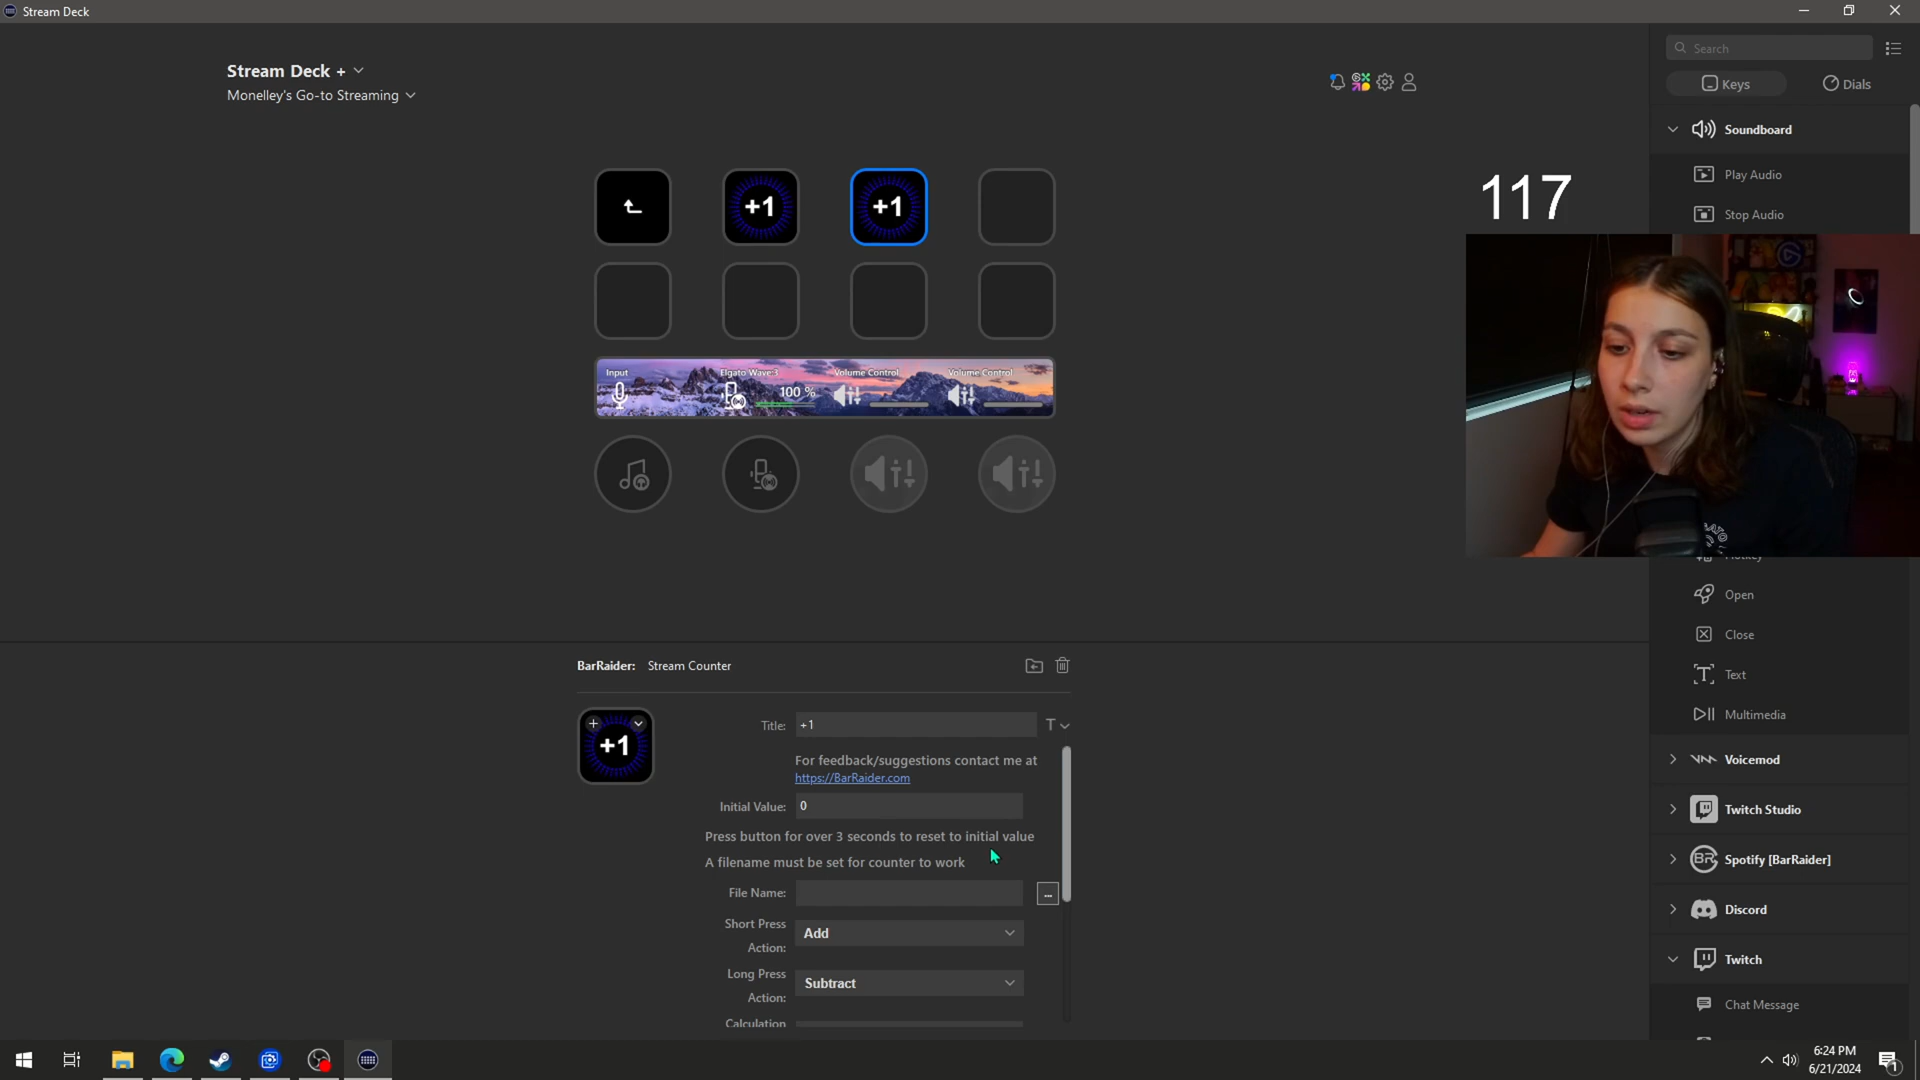 Stream Deck
Stream Deck +
Monelley's Go-to Streaming
Search
Keys
Dials
Soundboard
Play Audio
Stop Audio
117
+1
+1
Input
Elgato Wave:3
100 %
Volume Control
Volume Control
Hotkey
Open
Close
Text
Multimedia
Voicemod
Twitch Studio
BR
Spotify [BarRaider]
Discord
Twitch
Chat Message
BarRaider: Stream Counter
+1
Title: +1
T
For feedback/suggestions contact me at
https://BarRaider.com
Initial Value: 0
Press button for over 3 seconds to reset to initial value
A filename must be set for counter to work
File Name:
...
Short Press
Action:
Add
Long Press
Action:
Subtract
Calculation
6:24 PM
6/21/2024
1